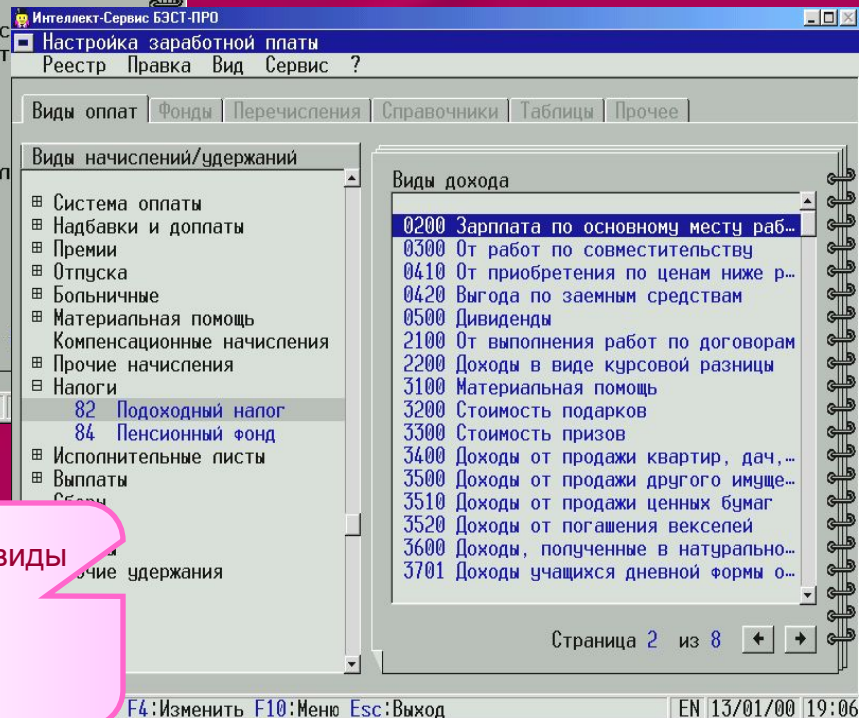 Интеллект-Сервис БЭСТ-ПРО
Настройка заработной платы
Реестр Правка Вид Сервис ?
Виды оплат Фонды Перечисления Справочники Таблицы Прочее
Виды начислений/удержаний
Система оплаты
Надбавки и доплаты
Премии
Отпуска
Больничные
Материальная помощь
Компенсационные начисления
Прочие начисления
Налоги
82 Подоходный налог
84 Пенсионный фонд
Исполнительные листы
Выплаты
виды
удержания
Виды дохода
0200 Зарплата по основному месту раб…
0300 От работ по совместительству
0410 От приобретения по ценам ниже р…
0420 Выгода по заемным средствам
0500 Дивиденды
2100 От выполнения работ по договорам
2200 Доходы в виде курсовой разницы
3100 Материальная помощь
3200 Стоимость подарков
3300 Стоимость призов
3400 Доходы от продажи квартир, дач,…
3500 Доходы от продажи другого имуще…
3510 Доходы от продажи ценных бумаг
3520 Доходы от погашения векселей
3600 Доходы, полученные в натурально…
3701 Доходы учащихся дневной формы о…
Страница 2 из 8
F4:Изменить F10:Меню Esc:Выход
EN 13/01/00 19:06